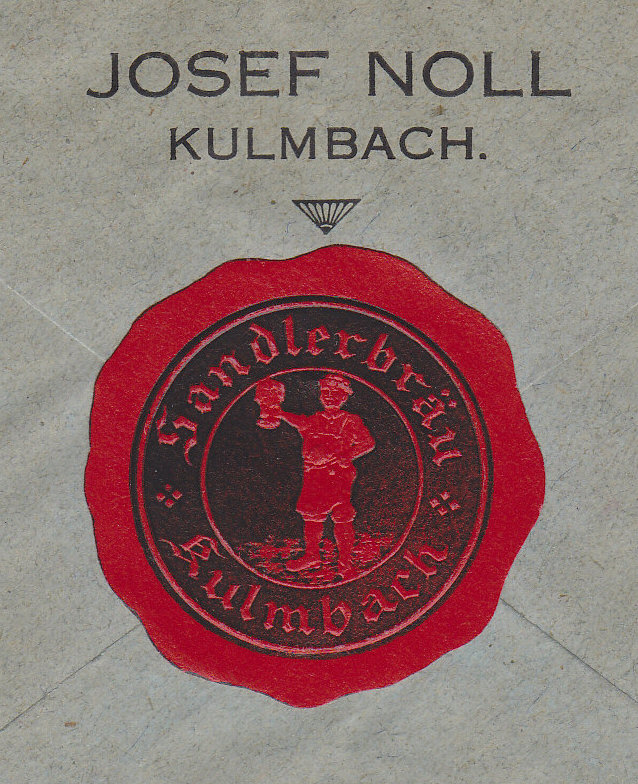 JOSEF NOLL
KULMBACH.
Sandlerbräu
Kulmbach